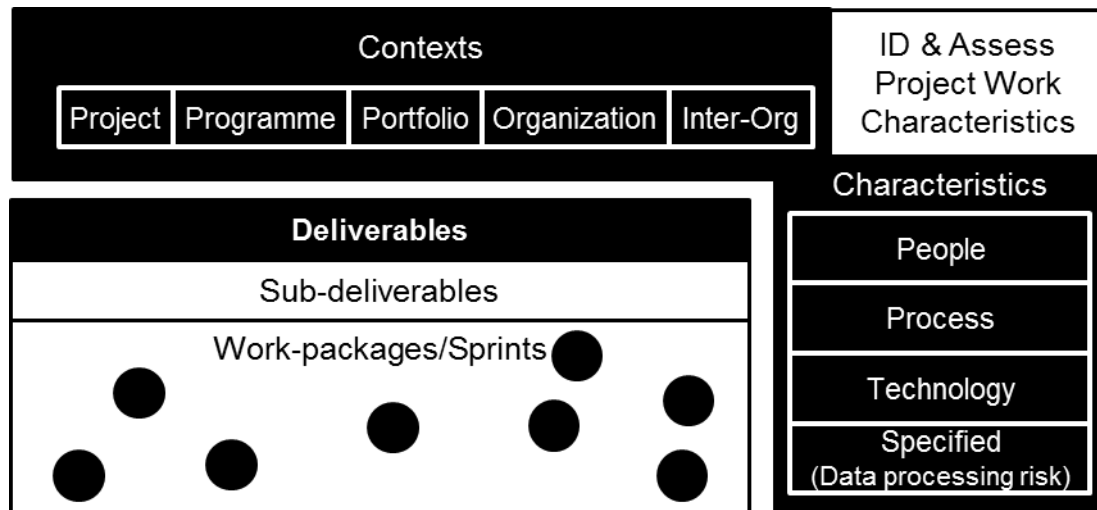 Contexts
Project Programme Portfolio Organization Inter-Org
ID & Assess
Project Work
Characteristics
Characteristics
People
Process
Technology
Specified
(Data processing risk)
Deliverables
Sub-deliverables
Work-packages/Sprints